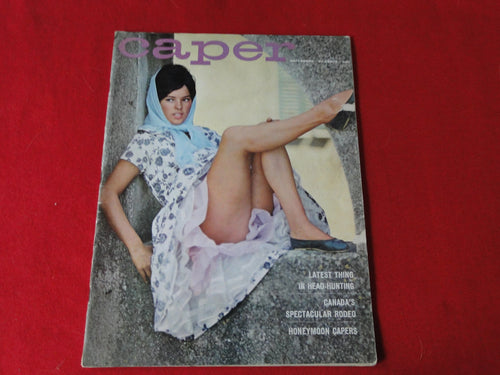 caper
LATEST THING
IN HEAD-HUNTING
CANADA'S
SPECTACULAR RODEO
HONEYMOON CAPERS